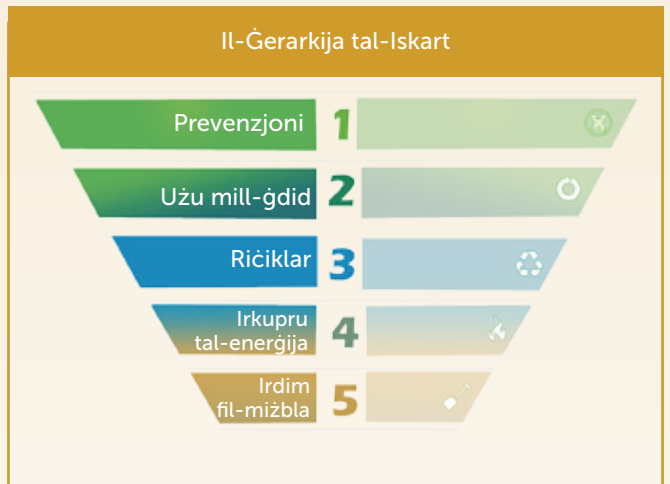 Il-Ġerarkija tal-Iskart
Prevenzjoni 1
Użu mill-ġdid 2
Riċiklar 3
Irkupru
tal-enerġija 4
Irdim
fil-miżbla 5